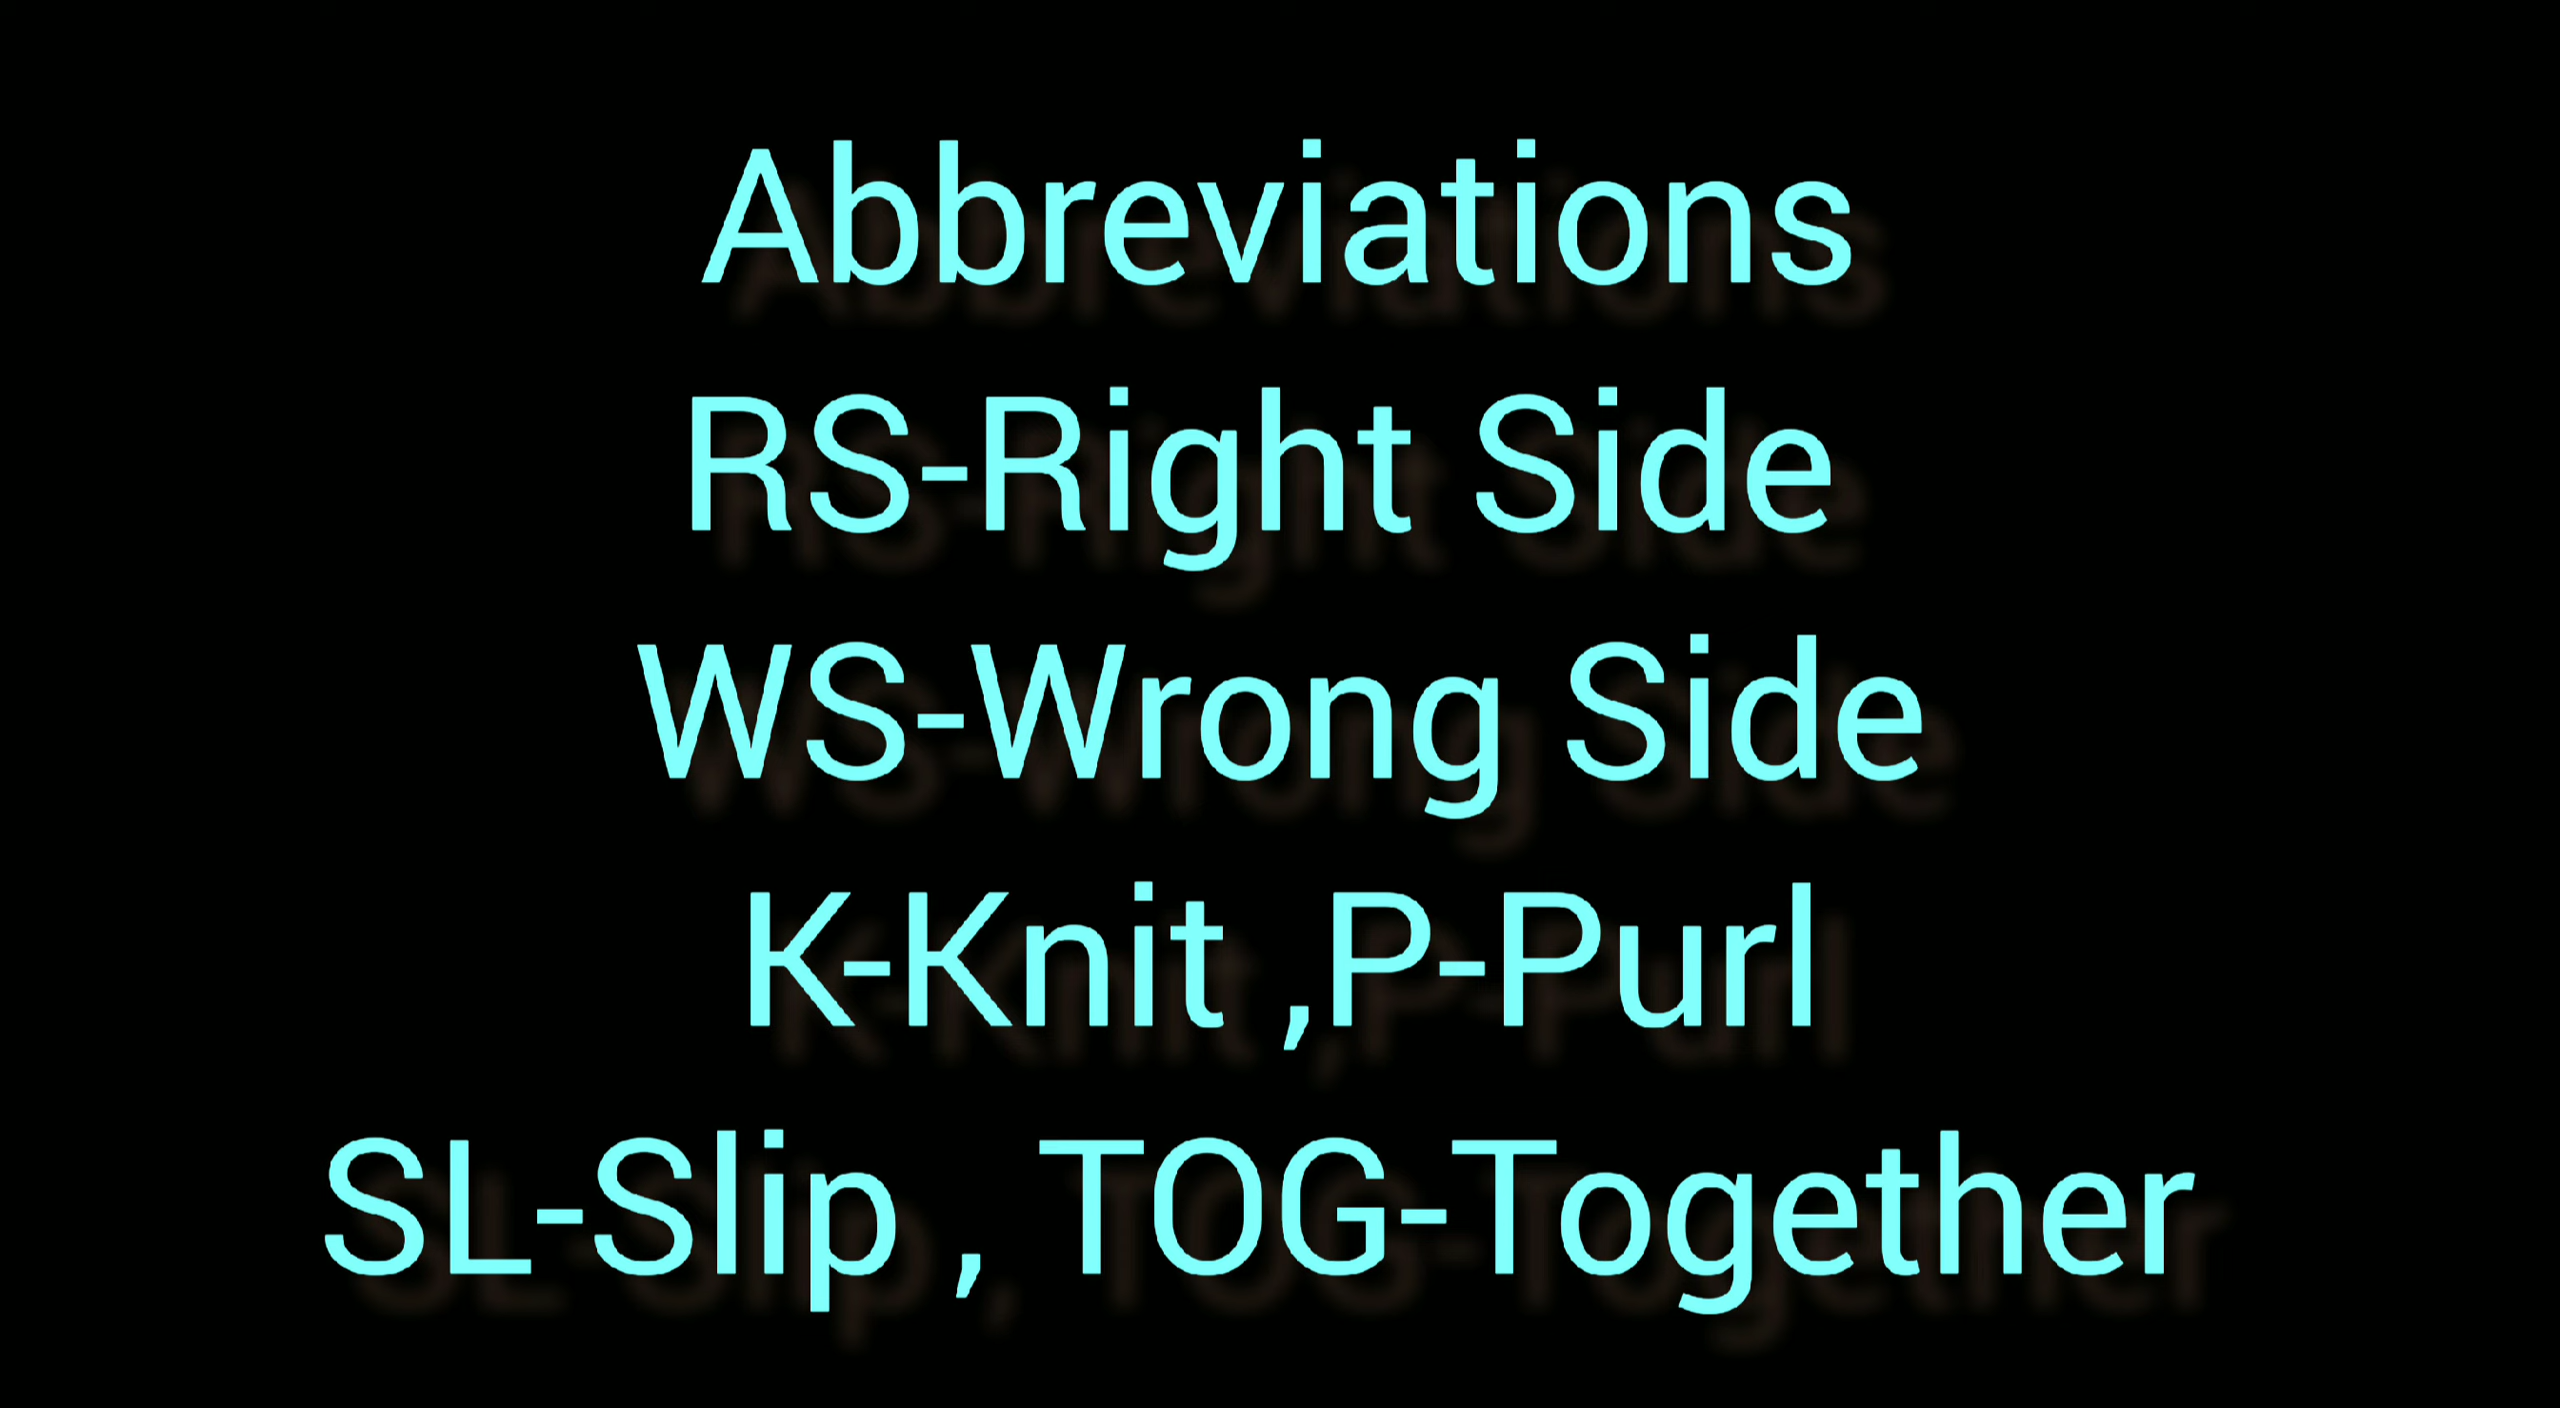 Abbreviations
RS-Right Side
WS-Wrong Side
K-Knit ,P-Purl
SL-Slip , TOG-Together